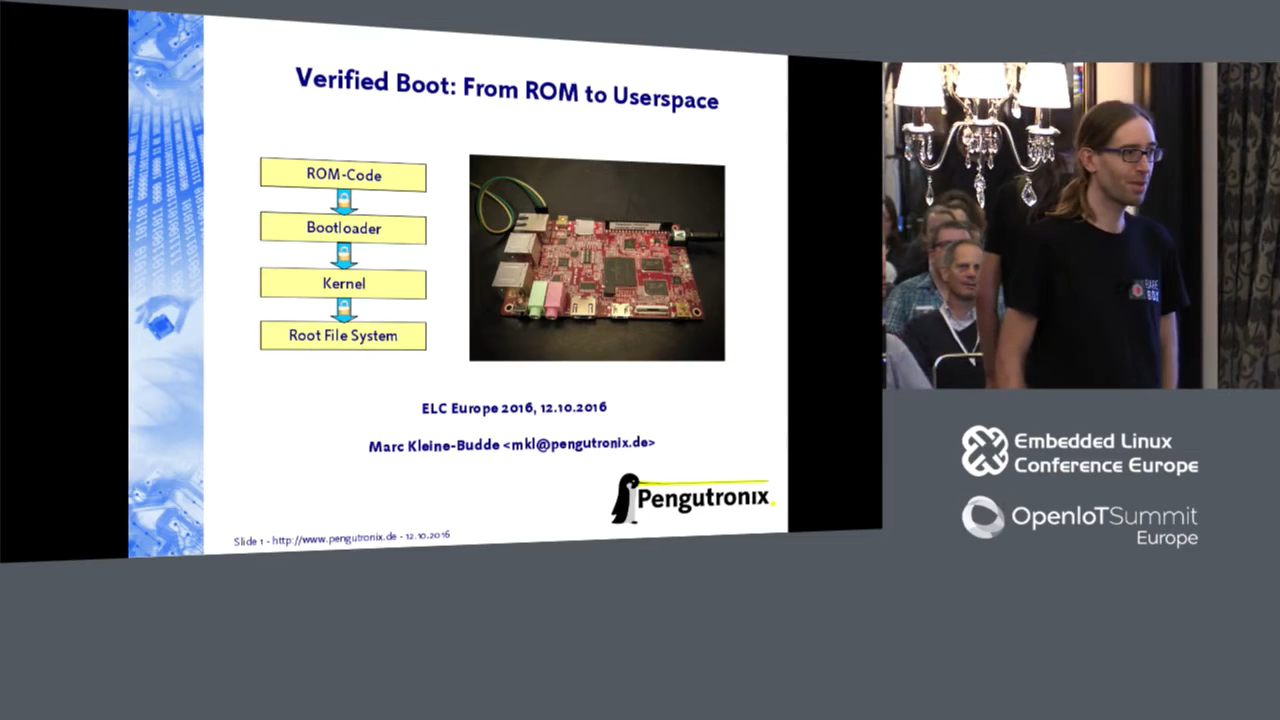 Verified Boot: From ROM to Userspace
ROM-Code
Bootloader
Kernel
Root File System
ELC Europe 2016, 12.10.2016
Marc Kleine-Budde <mkl@pengutronix.de>
Pengutronix.
Slide 1 - http://www.pengutronix.de - 12.10.2016
BARE
BOX
Embedded Linux
Conference Europe
OpenIoTSummit
Europe